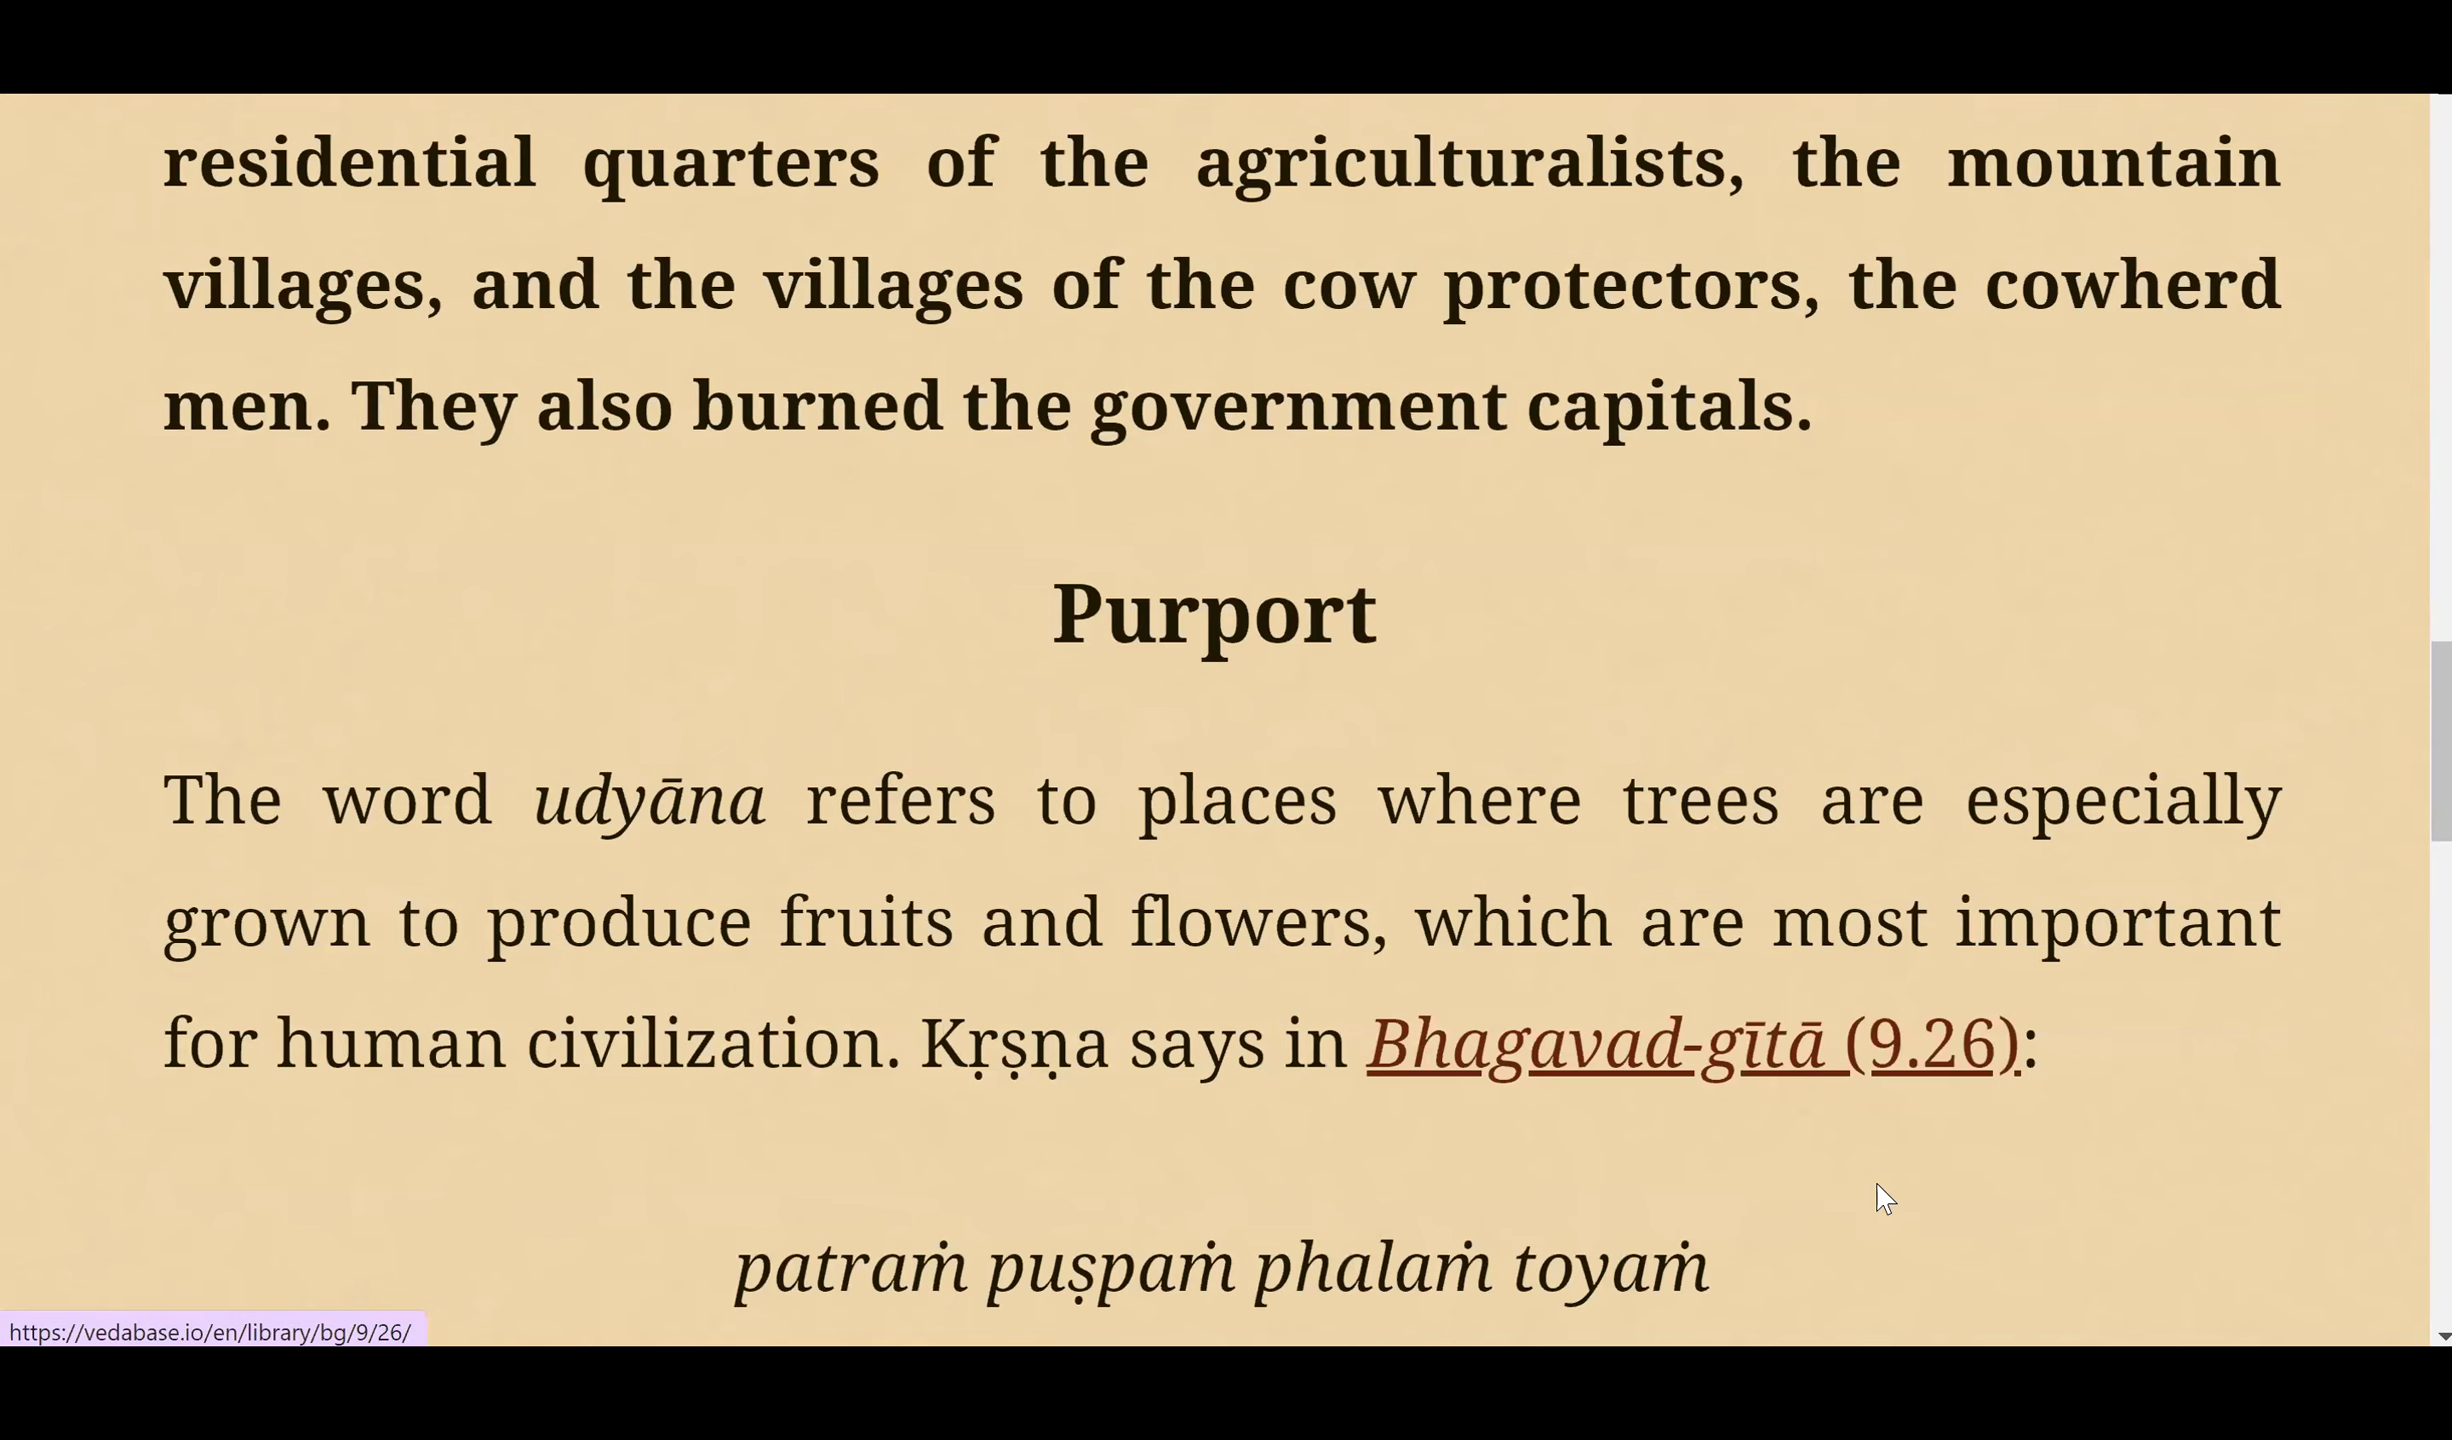 residential quarters of the agriculturalists, the mountain
villages, and the villages of the cow protectors, the cowherd
men. They also burned the government capitals.
Purport
The word udyāna refers to places where trees are especially
grown to produce fruits and flowers, which are most important
for human civilization. Kṛṣṇa says in Bhagavad-gītā (9.26):
patraṁ puṣpaṁ phalaṁ toyaṁ
https://vedabase.io/en/library/bg/9/26/